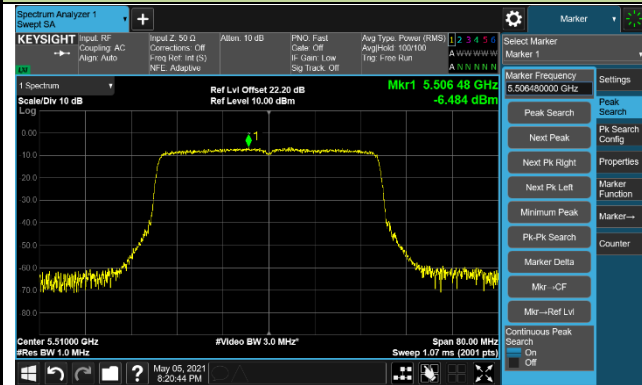 Spectrum Analyzer 1
Swept SA
Marker
KEYSIGHT
Input: RF
Coupling: AC
Align: Auto
Input Z: 50 Ω
Corrections: Off
Freq Ref: Int (S)
NFE: Adaptive
Atten: 10 dB
PNO: Fast
Gate: Off
IF Gain: Low
Sig Track: Off
Avg Type: Power (RMS)
Avg|Hold: 100/100
Trig: Free Run
1 2 3 4 5 6
A W W W W W
A N N N N N
LXI
1 Spectrum
Scale/Div 10 dB
Log
Ref Lvl Offset 22.20 dB
Ref Level 10.00 dBm
Mkr1 5.506 48 GHz
-6.484 dBm
1
0.00
10.0
20.0
30.0
40.0
50.0
60.0
70.0
80.0
Center 5.51000 GHz
#Res BW 1.0 MHz
#Video BW 3.0 MHz*
Span 80.00 MHz
Sweep 1.07 ms (2001 pts)
May 05, 2021
8:20:44 PM
Select Marker
Marker 1
Marker Frequency
5.506480000 GHz
Peak Search
Next Peak
Next Pk Right
Next Pk Left
Minimum Peak
Pk-Pk Search
Marker Delta
Mkr→CF
Mkr→Ref Lvl
Continuous Peak
Search
On
Off
Settings
Peak
Search
Pk Search
Config
Properties
Marker
Function
Marker→
Counter